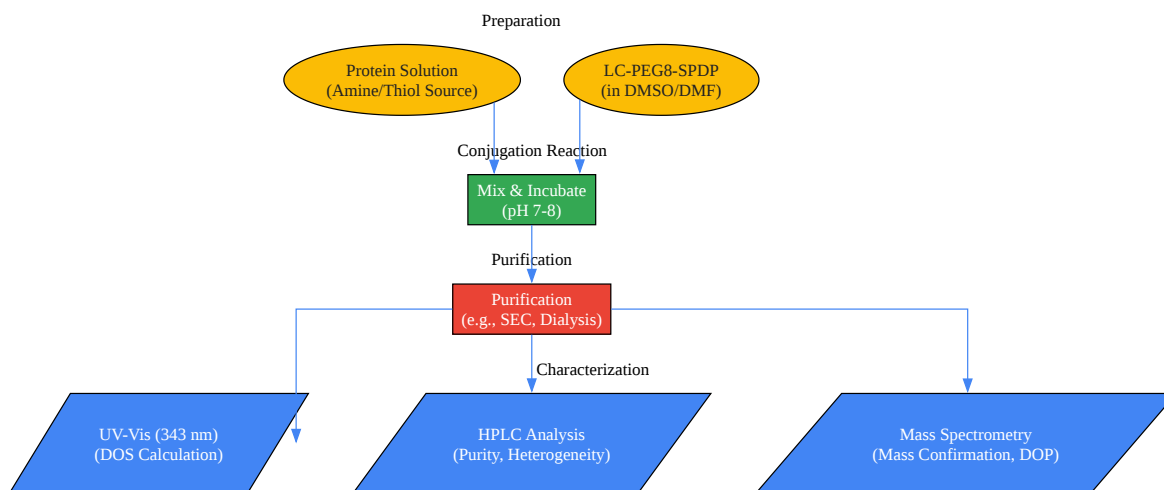 Preparation
Protein Solution
(Amine/Thiol Source)
LC-PEG8-SPDP
(in DMSO/DMF)
Conjugation Reaction
Mix & Incubate
(pH 7-8)
Purification
Purification
(e.g., SEC, Dialysis)
Characterization
UV-Vis (343 nm)
(DOS Calculation)
HPLC Analysis
(Purity, Heterogeneity)
Mass Spectrometry
(Mass Confirmation, DOP)